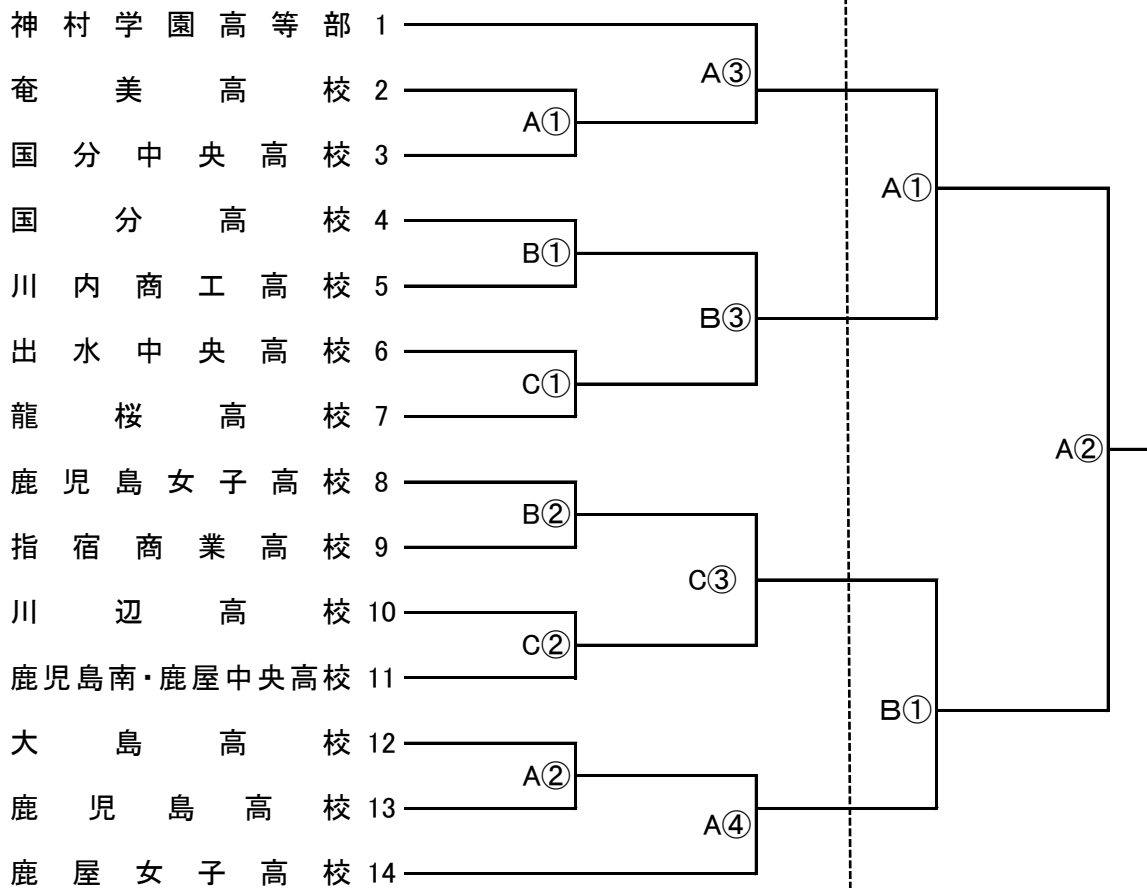 神村学園高等部 1
A③
奄美高校 2
A①
国分中央高校 3
A①
国分高校 4
B①
川内商工高校 5
B③
出水中央高校 6
C①
龍桜高校 7
A②
鹿児島女子高校 8
B②
指宿商業高校 9
C③
川辺高校 10
C②
鹿児島南・鹿屋中央高校 11
B①
大島高校 12
A②
鹿児島高校 13
A④
鹿屋女子高校 14